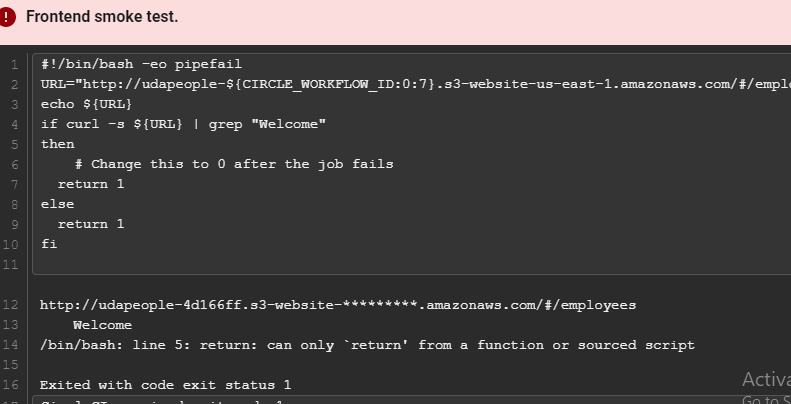 Frontend smoke test.
1 #!/bin/bash -eo pipefail
2 URL="http://udapeople-${CIRCLE_WORKFLOW_ID:0:7}.s3-website-us-east-1.amazonaws.com/#/emplo
3 echo ${URL}
4 if curl -s ${URL} | grep "Welcome"
5 then
6     # Change this to 0 after the job fails
7   return 1
8 else
9   return 1
10 fi
11
12 http://udapeople-4d166ff.s3-website-*********.amazonaws.com/#/employees
13     Welcome
14 /bin/bash: line 5: return: can only `return' from a function or sourced script
15
16 Exited with code exit status 1
Activa